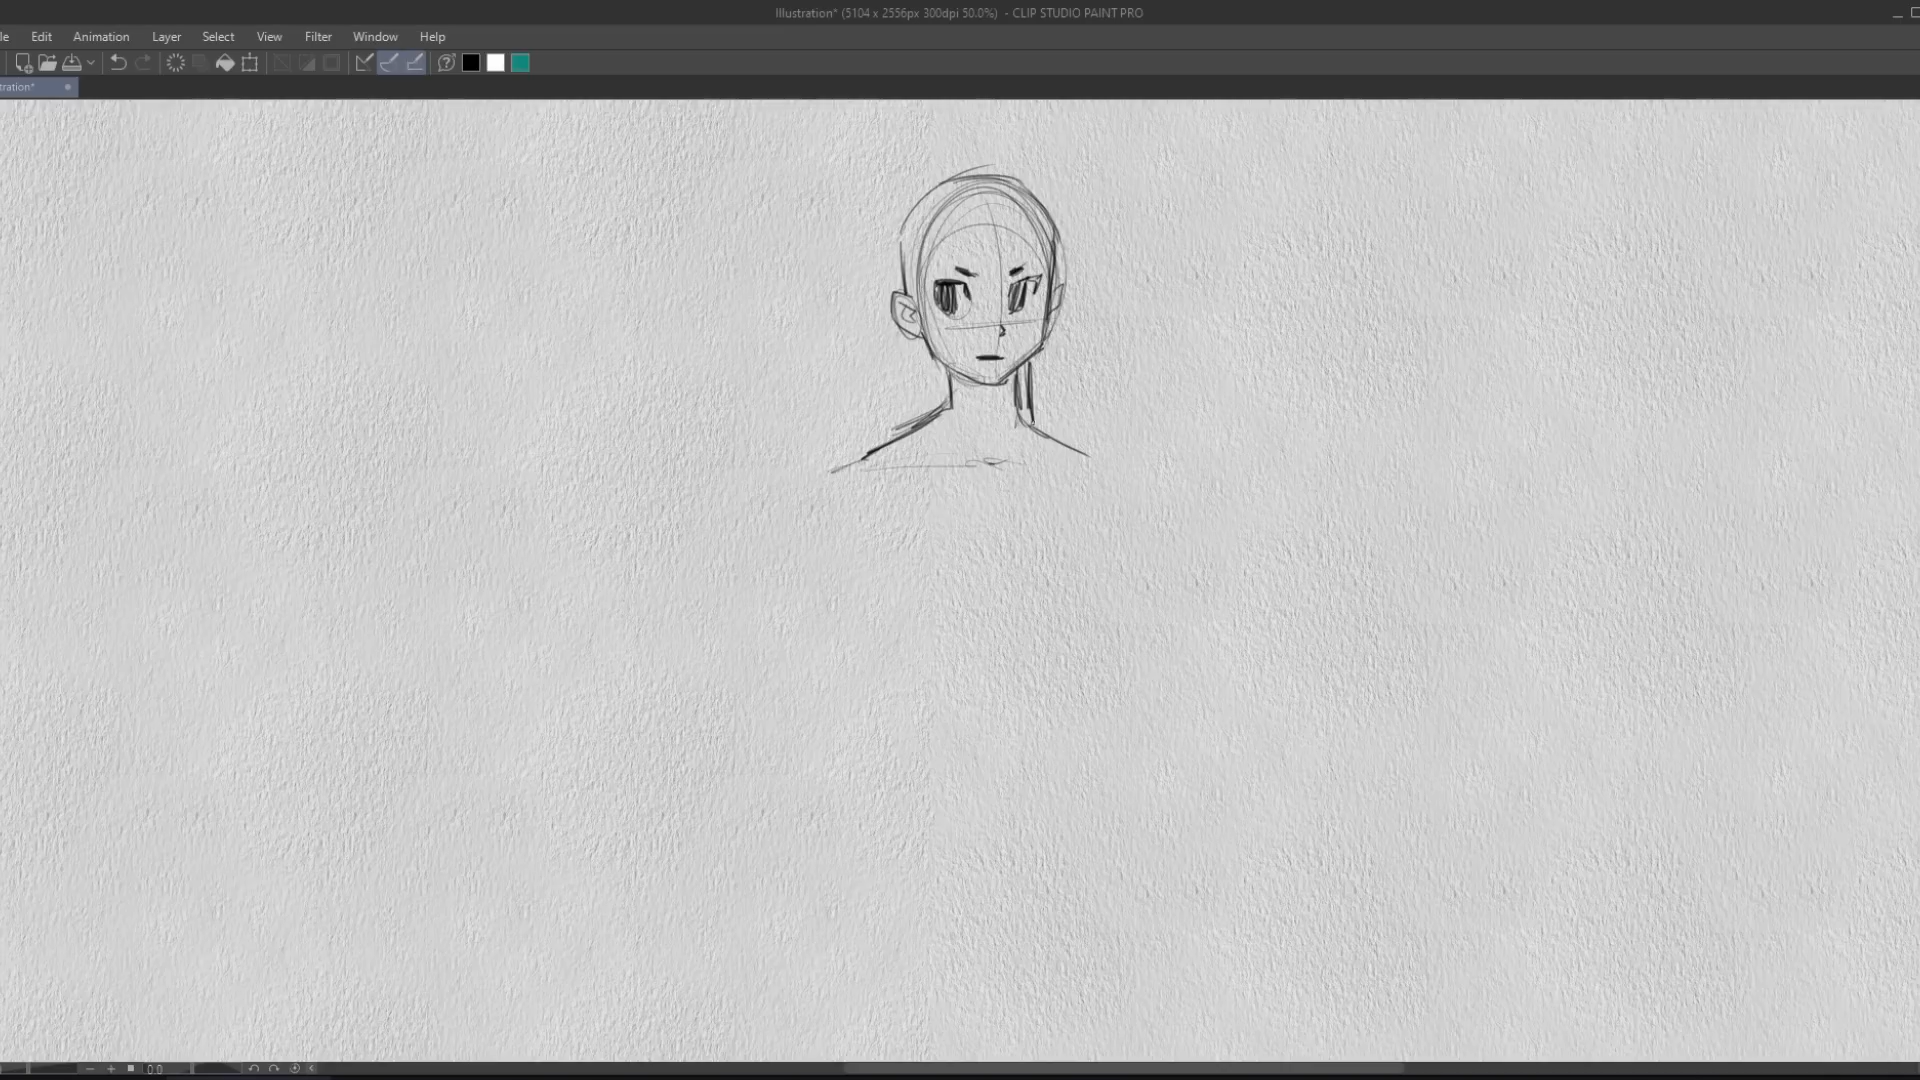 Illustration* (5104 x 2556px 300dpi 50.0%) - CLIP STUDIO PAINT PRO
le Edit Animation Layer Select View Filter Window Help
tration*